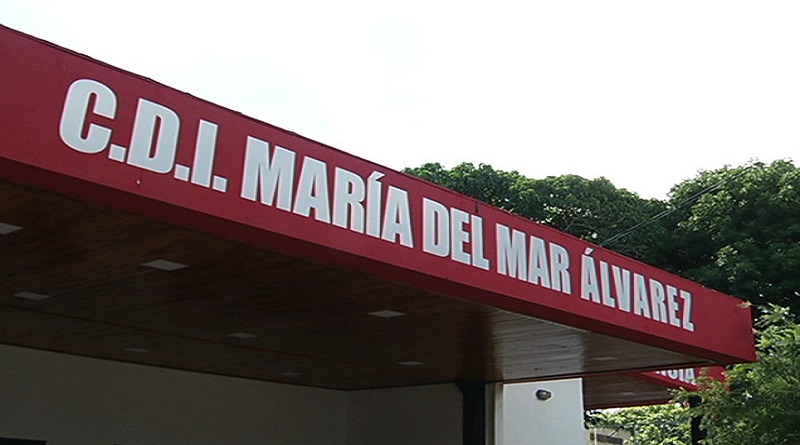 C.D.I. MARÍA DEL MAR ÁLVAREZ